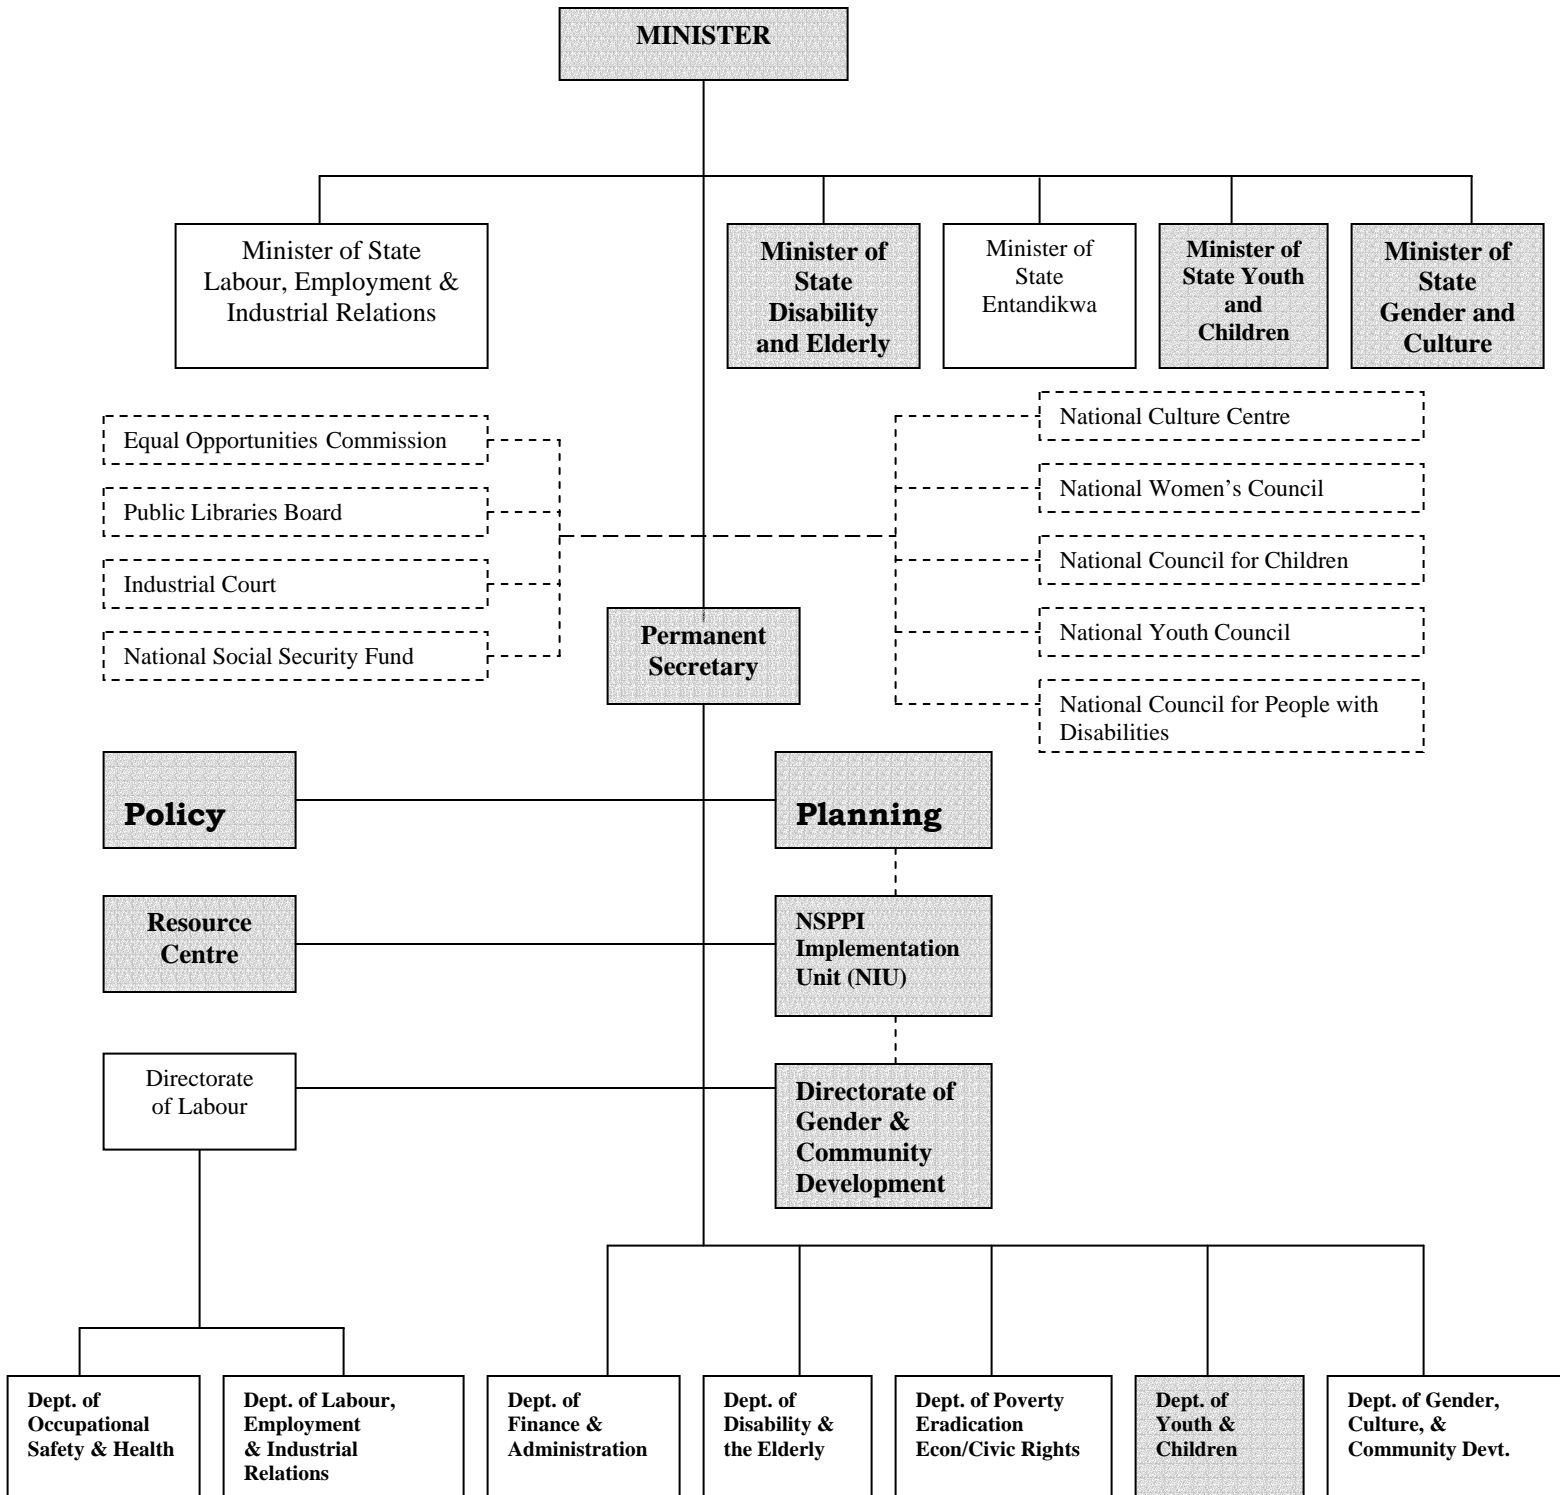 MINISTER
Minister of State
Labour, Employment &
Industrial Relations
Minister of
State
Disability
and Elderly
Minister of
State
Entandikwa
Minister of
State Youth
and
Children
Minister of
State
Gender and
Culture
Equal Opportunities Commission
Public Libraries Board
Industrial Court
National Social Security Fund
National Culture Centre
National Women’s Council
National Council for Children
National Youth Council
National Council for People with
Disabilities
Permanent
Secretary
Policy
Planning
Resource
Centre
NSPPI
Implementation
Unit (NIU)
Directorate
of Labour
Directorate of
Gender &
Community
Development
Dept. of
Occupational
Safety & Health
Dept. of Labour,
Employment
& Industrial
Relations
Dept. of
Finance &
Administration
Dept. of
Disability &
the Elderly
Dept. of Poverty
Eradication
Econ/Civic Rights
Dept. of
Youth &
Children
Dept. of Gender,
Culture, &
Community Devt.